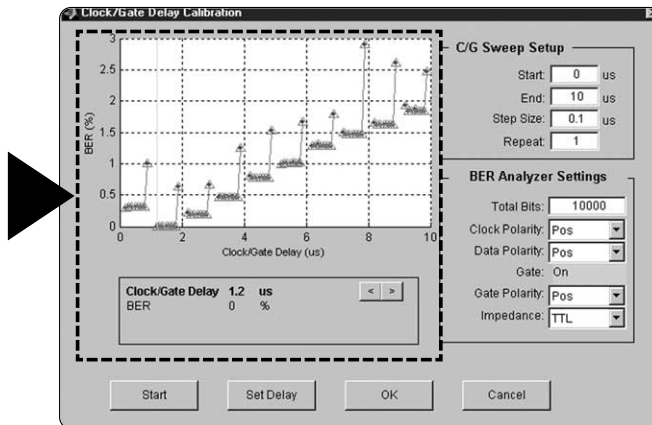 Clock/Gate Delay Calibration
3
2.5
2
1.5
1
0.5
0
BER (%)
0 2 4 6 8 10
Clock/Gate Delay (us)
Clock/Gate Delay 1.2 us
< >
BER 0 %
C/G Sweep Setup
Start: 0 us
End: 10 us
Step Size: 0.1 us
Repeat: 1
BER Analyzer Settings
Total Bits: 10000
Clock Polarity: Pos
Data Polarity: Pos
Gate: On
Gate Polarity: Pos
Impedance: TTL
Start Set Delay OK Cancel